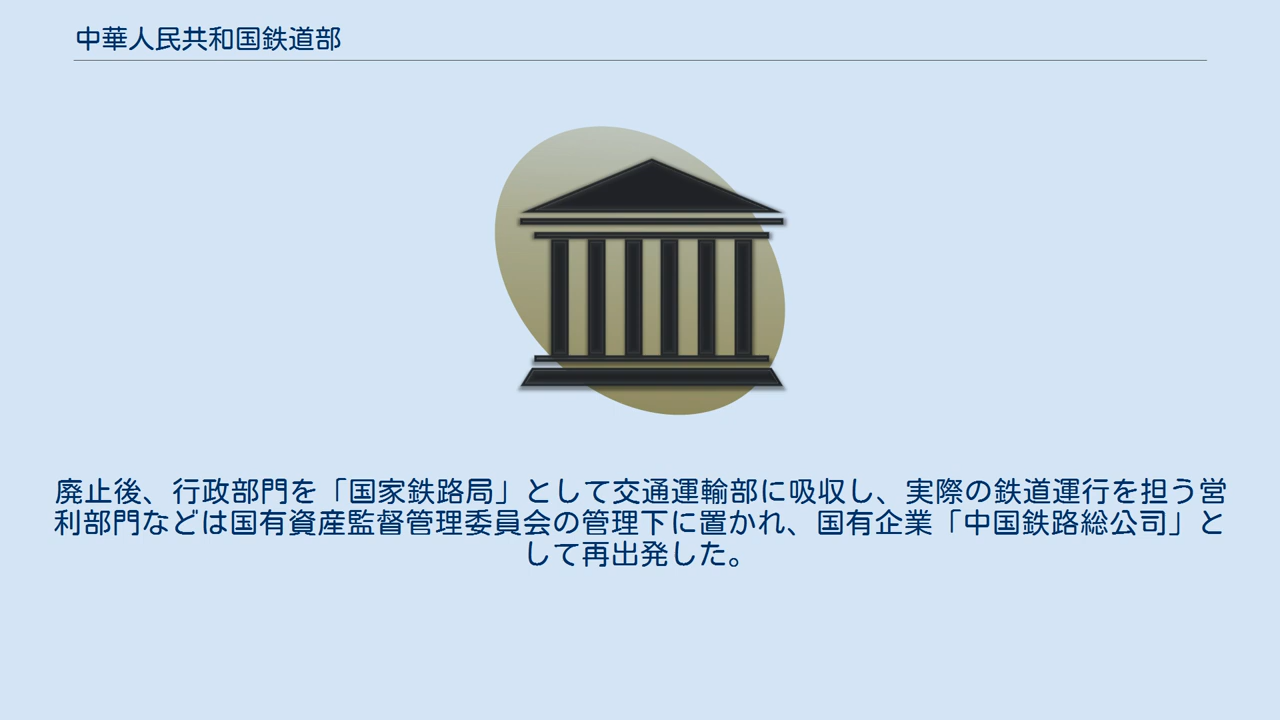 中華人民共和国鉄道部
廃止後、行政部門を「国家鉄路局」として交通運輸部に吸収し、実際の鉄道運行を担う営
利部門などは国有資産監督管理委員会の管理下に置かれ、国有企業「中国鉄路総公司」と
して再出発した。